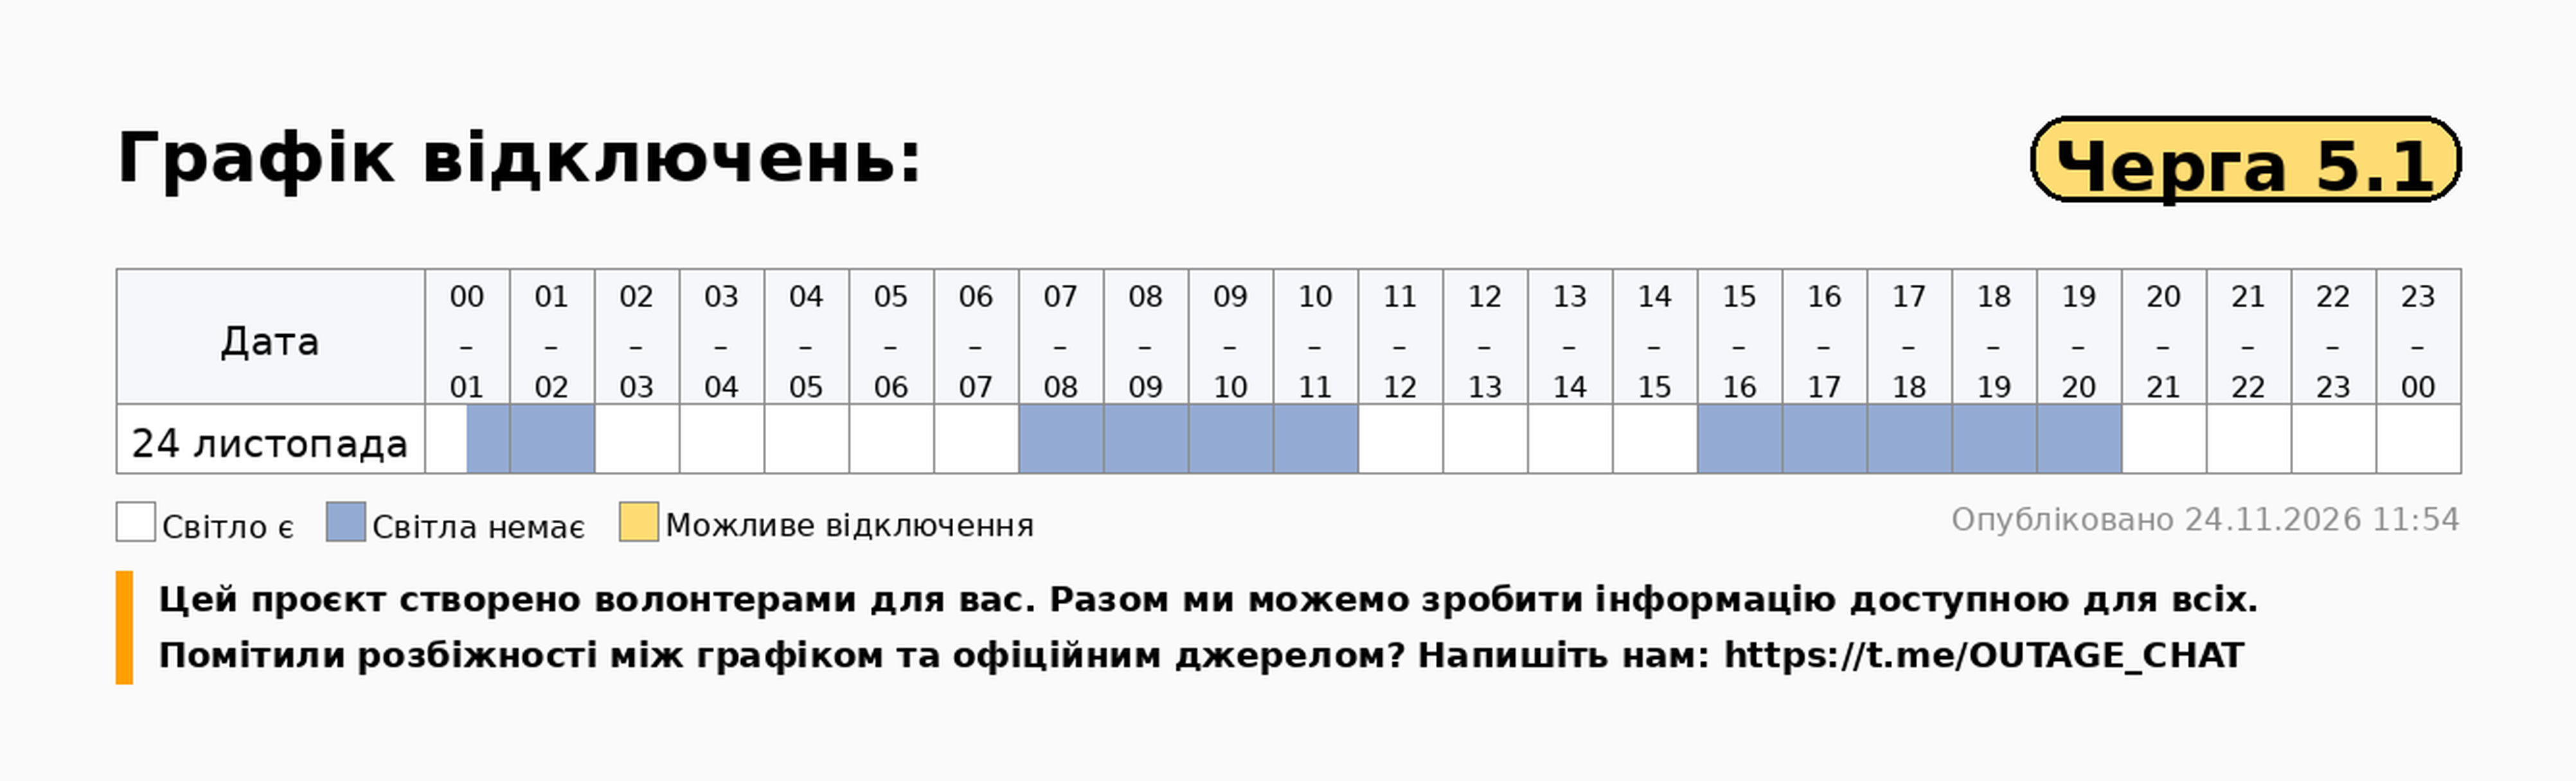 Графік відключень:
Черга 5.1
Дата
00 – 01
01 – 02
02 – 03
03 – 04
04 – 05
05 – 06
06 – 07
07 – 08
08 – 09
09 – 10
10 – 11
11 – 12
12 – 13
13 – 14
14 – 15
15 – 16
16 – 17
17 – 18
18 – 19
19 – 20
20 – 21
21 – 22
22 – 23
23 – 00
24 листопада
Світло є
Світла немає
Можливе відключення
Опубліковано 24.11.2026 11:54
Цей проєкт створено волонтерами для вас. Разом ми можемо зробити інформацію доступною для всіх.
Помітили розбіжності між графіком та офіційним джерелом? Напишіть нам: https://t.me/OUTAGE_CHAT